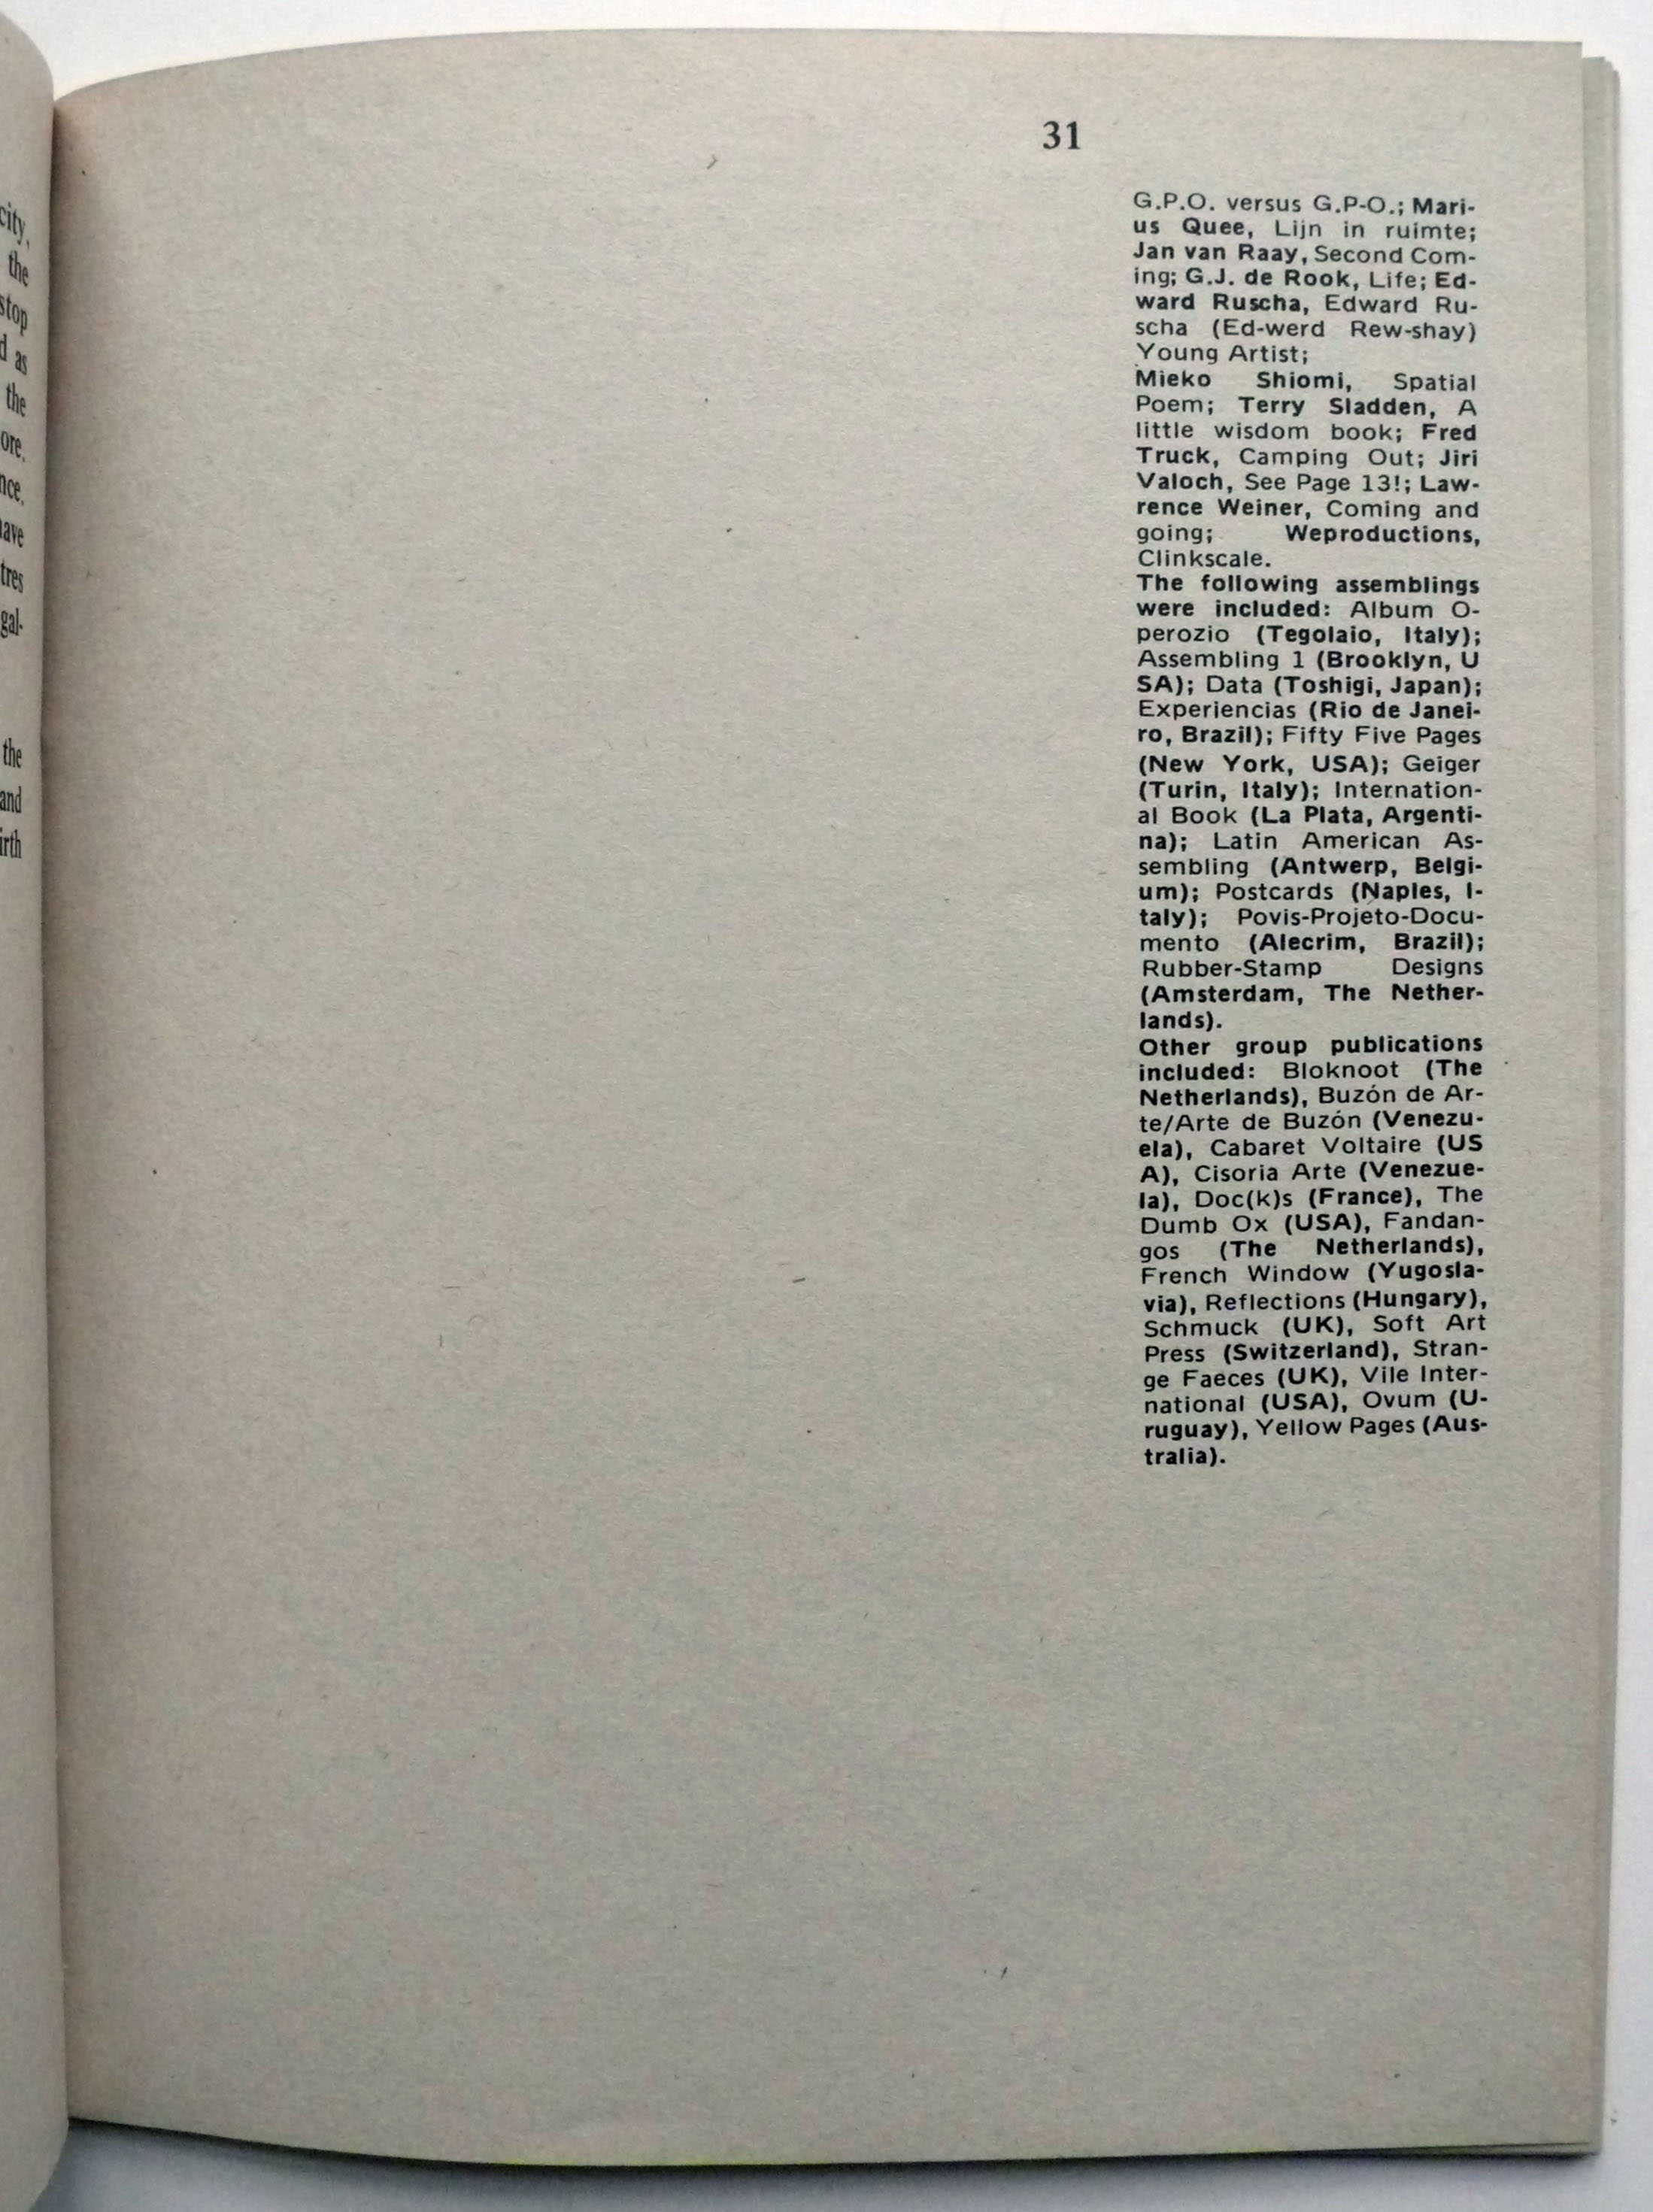 city,
the
stop
as
the
ave
the
and
31
G.P.O. versus G.P-O.; Mari-
us Quee, Lijn in ruimte;
Jan van Raay, Second Com-
ing; G.J. de Rook, Life; Ed-
ward Ruscha, Edward Ru-
scha (Ed-werd Rew-shay)
Young Artist;
Mieko Shiomi, Spatial
Poem; Terry Sladden, A
little wisdom book; Fred
Truck, Camping Out; Jiri
Valoch, See Page 13!; Law-
rence Weiner, Coming and
going; Weproductions,
Clinkscale.
The following assemblings
were included: Album O-
perozio (Tegolaio, Italy);
Assembling 1 (Brooklyn, U
SA); Data (Toshigi, Japan);
Experiencias (Rio de Janei-
ro, Brazil); Fifty Five Pages
(New York, USA); Geiger
(Turin, Italy); Internation-
al Book (La Plata, Argenti-
na); Latin American As-
sembling (Antwerp, Belgi-
um); Postcards (Naples, I-
taly); Povis-Projeto-Docu-
mento (Alecrim, Brazil);
Rubber-Stamp Designs
(Amsterdam, The Nether-
lands).
Other group publications
included: Bloknoot (The
Netherlands), Buzón de Ar-
te/Arte de Buzón (Venezu-
ela), Cabaret Voltaire (US
A), Cisoria Arte (Venezue-
la), Doc(k)s (France), The
Dumb Ox (USA), Fandan-
gos (The Netherlands),
French Window (Yugosla-
via), Reflections (Hungary),
Schmuck (UK), Soft Art
Press (Switzerland), Stran-
ge Faeces (UK), Vile Inter-
national (USA), Ovum (U-
ruguay), Yellow Pages (Aus-
tralia).